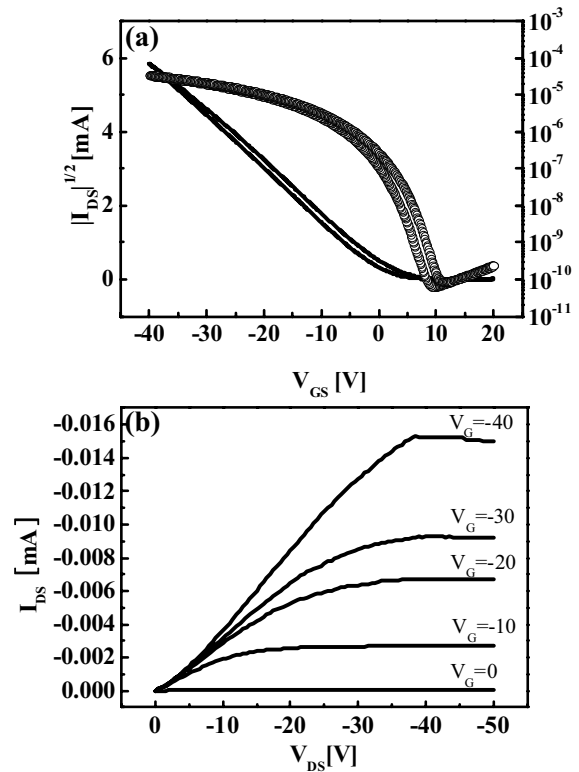 (a)
|I_DS|^1/2 [mA]
6
4
2
0
10^-3
10^-4
10^-5
10^-6
10^-7
10^-8
10^-9
10^-10
10^-11
-40 -30 -20 -10 0 10 20
V_GS [V]
(b)
I_DS [mA]
-0.016
-0.014
-0.012
-0.010
-0.008
-0.006
-0.004
-0.002
0.000
V_G=-40
V_G=-30
V_G=-20
V_G=-10
V_G=0
0 -10 -20 -30 -40 -50
V_DS[V]